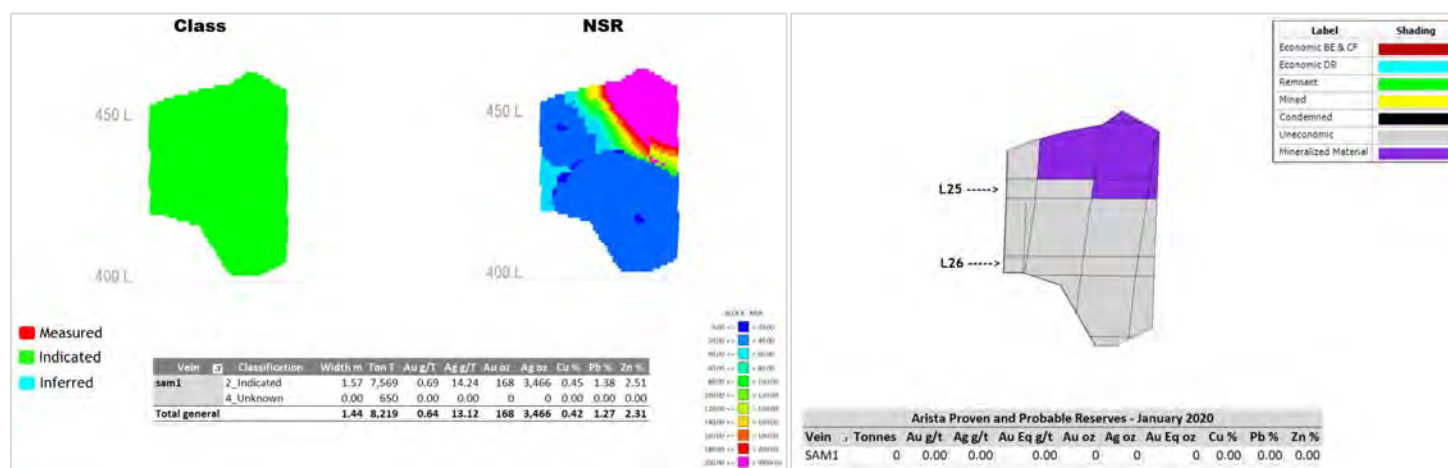 Class
NSR
450 L
400 L
450 L
400 L
Measured
Indicated
Inferred
Vein Classification Width m Ton T Au g/T Ag g/T Au oz Ag oz Cu % Pb % Zn %
sam1 2_Indicated 1.57 7,569 0.69 14.24 168 3,466 0.45 1.38 2.51
4_Unknown 0.00 650 0.00 0.00 0 0 0.00 0.00 0.00
Total general 1.44 8,219 0.64 13.12 168 3,466 0.42 1.27 2.31
Label Shading
Economic BE & CF
Economic DR
Remnant
Mined
Condemned
Uneconomic
Mineralized Material
L25 ----->
L26 ----->
Arista Proven and Probable Reserves - January 2020
Vein Tonnes Au g/t Ag g/t Au Eq g/t Au oz Ag oz Au Eq oz Cu % Pb % Zn %
SAM1 0 0.00 0.00 0.00 0 0 0 0.00 0.00 0.00